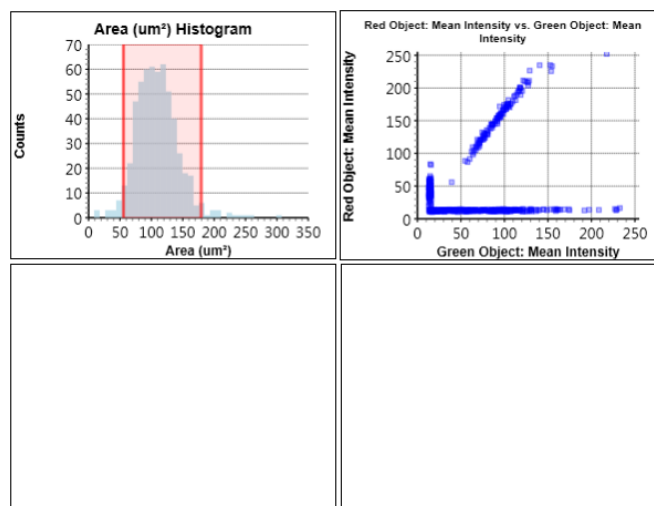 Area (um²) Histogram
70
60
50
40
30
20
10
0
0 50 100 150 200 250 300 350
Counts
Area (um²)
Red Object: Mean Intensity vs. Green Object: Mean
Intensity
250
200
150
100
50
0
0 50 100 150 200 250
Red Object: Mean Intensity
Green Object: Mean Intensity